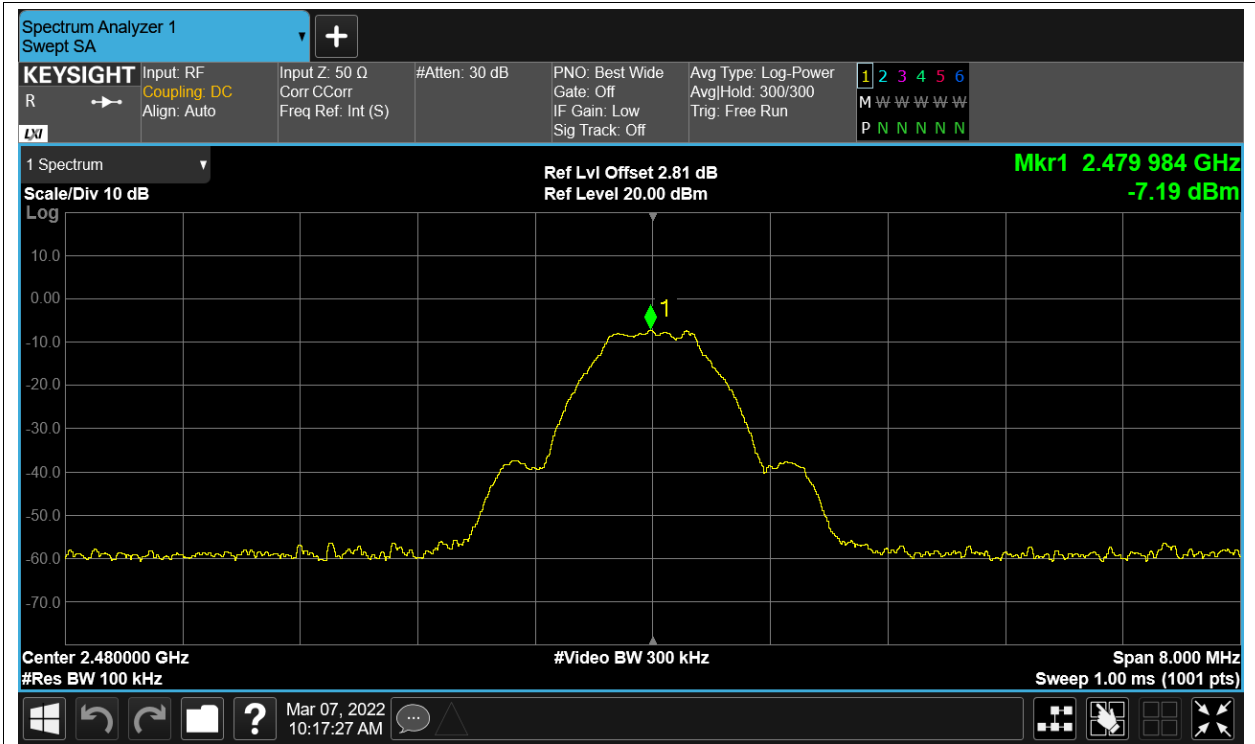 Spectrum Analyzer 1
Swept SA
KEYSIGHT
R
LXI
Input: RF
Coupling: DC
Align: Auto
Input Z: 50 Ω
Corr CCorr
Freq Ref: Int (S)
#Atten: 30 dB
PNO: Best Wide
Gate: Off
IF Gain: Low
Sig Track: Off
Avg Type: Log-Power
Avg|Hold: 300/300
Trig: Free Run
1 2 3 4 5 6
M W W W W W
P N N N N N
1 Spectrum
Scale/Div 10 dB
Log
Ref Lvl Offset 2.81 dB
Ref Level 20.00 dBm
Mkr1 2.479 984 GHz
-7.19 dBm
10.0
0.00
-10.0
-20.0
-30.0
-40.0
-50.0
-60.0
-70.0
1
Center 2.480000 GHz
#Res BW 100 kHz
#Video BW 300 kHz
Span 8.000 MHz
Sweep 1.00 ms (1001 pts)
?
Mar 07, 2022
10:17:27 AM